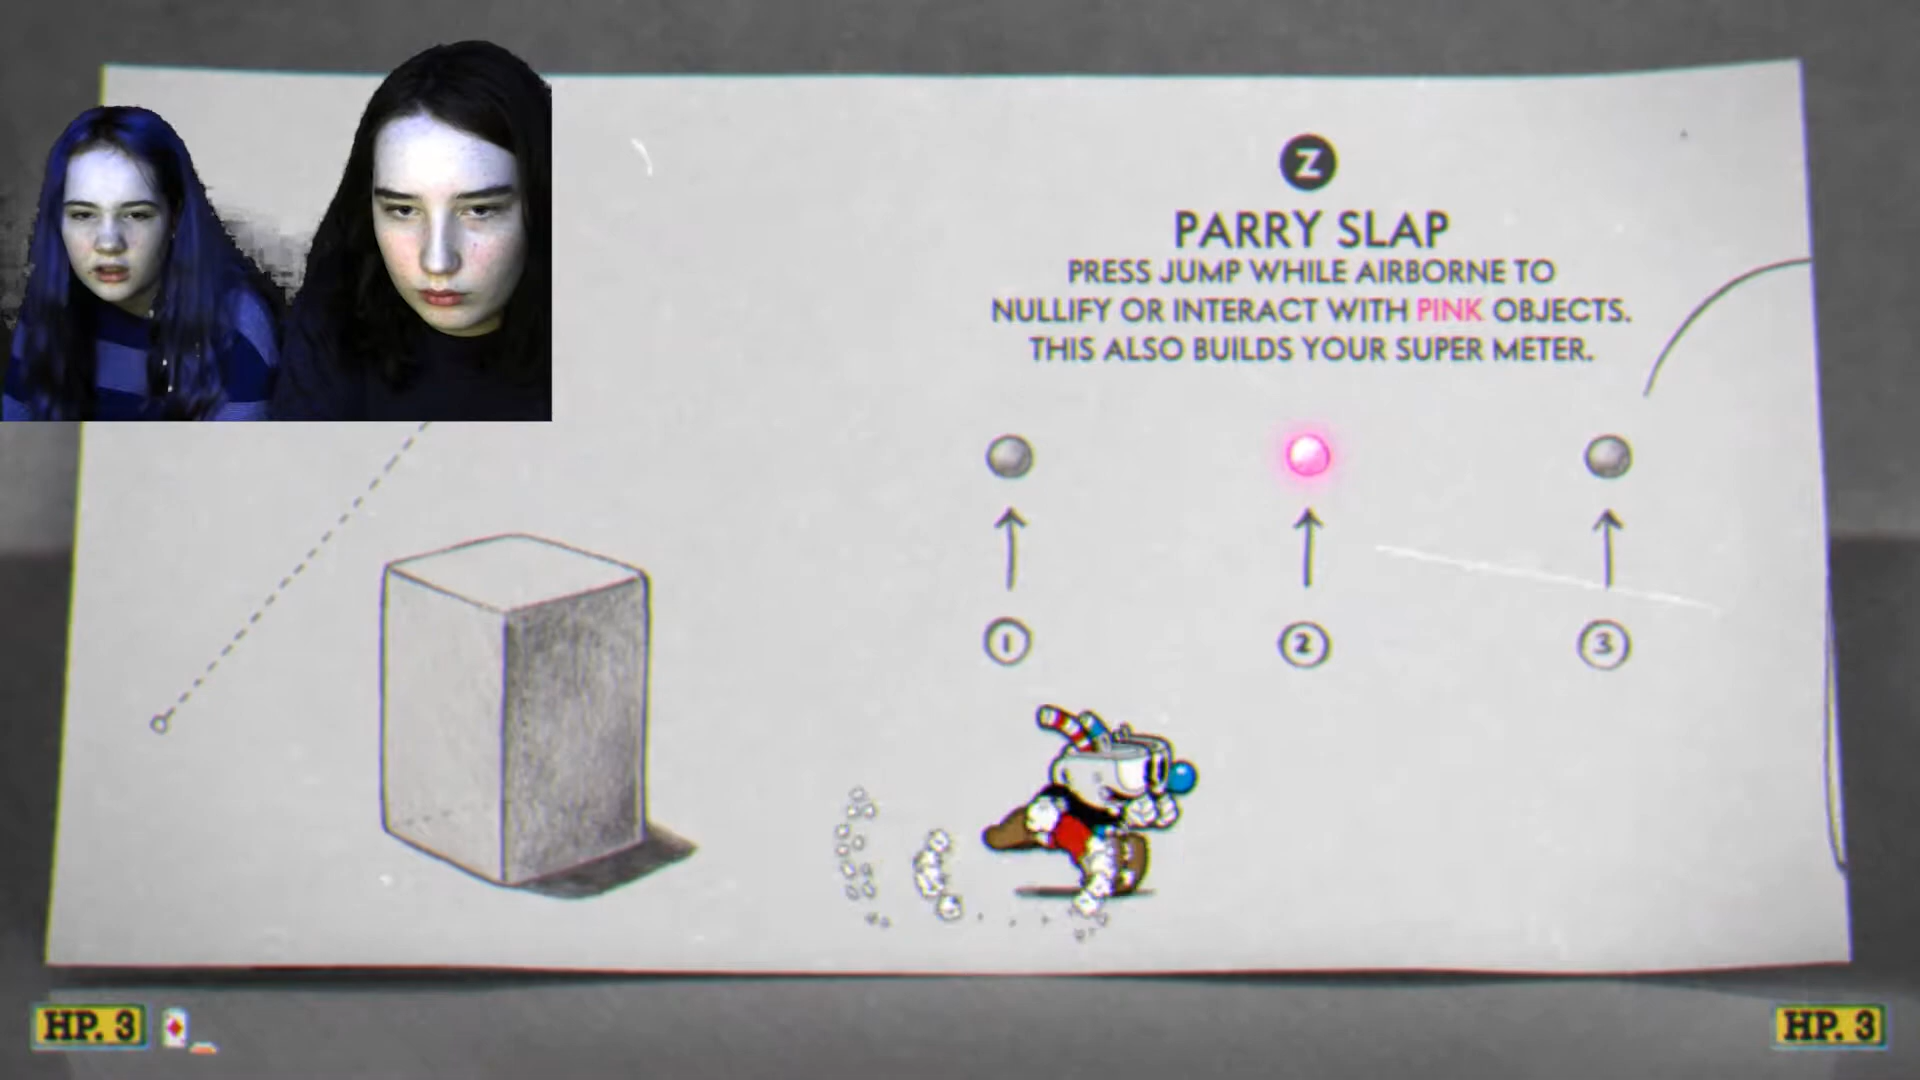 Z
PARRY SLAP
PRESS JUMP WHILE AIRBORNE TO
NULLIFY OR INTERACT WITH PINK OBJECTS.
THIS ALSO BUILDS YOUR SUPER METER.
1 2 3
HP. 3 HP. 3